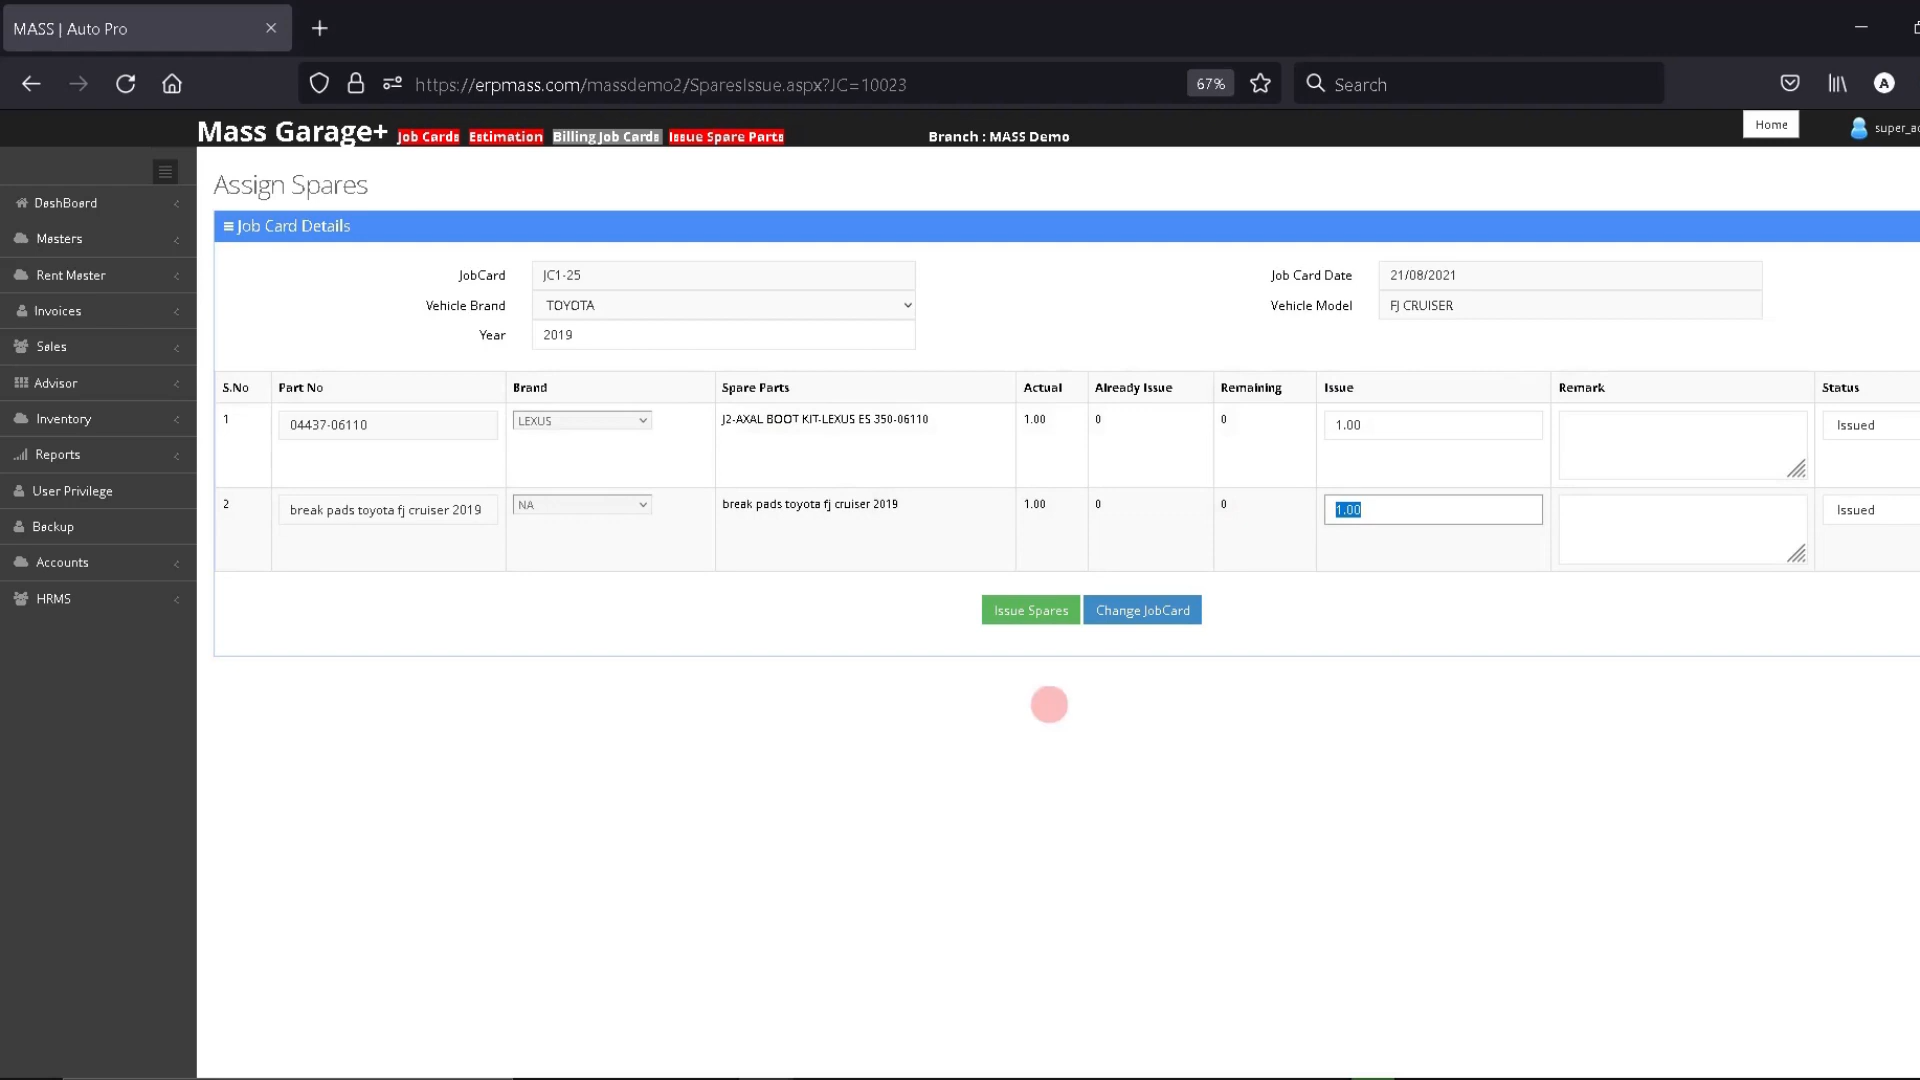 MASS | Auto Pro
https://erpmass.com/massdemo2/SparesIssue.aspx?JC=10023
67%
Search
A
Mass Garage+ Job Cards Estimation Billing Job Cards Issue Spare Parts Branch : MASS Demo
Home
DashBoard
Masters
Rent Master
Invoices
Sales
Advisor
Inventory
Reports
User Privilege
Backup
Accounts
HRMS
Assign Spares
Job Card Details
JobCard JC1-25 Job Card Date 21/08/2021
Vehicle Brand TOYOTA Vehicle Model FJ CRUISER
Year 2019
S.No Part No Brand Spare Parts Actual Already Issue Remaining Issue Remark Status
1 04437-06110 LEXUS J2-AXAL BOOT KIT-LEXUS ES 350-06110 1.00 0 0 1.00 Issued
2 break pads toyota fj cruiser 2019 NA break pads toyota fj cruiser 2019 1.00 0 0 1.00 Issued
Issue Spares Change JobCard